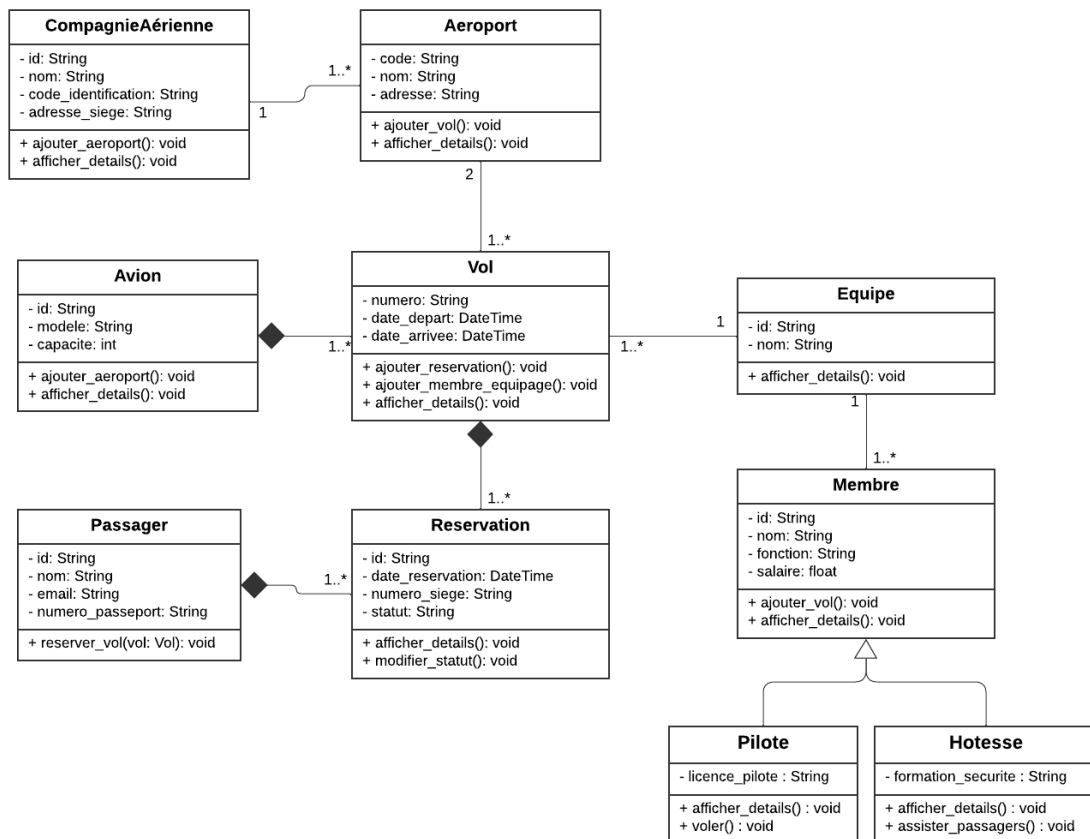 CompagnieAérienne
- id: String
- nom: String
- code_identification: String
- adresse_siege: String
+ ajouter_aeroport(): void
+ afficher_details(): void
1
1..*
Aeroport
- code: String
- nom: String
- adresse: String
+ ajouter_vol(): void
+ afficher_details(): void
2
1..*
Avion
- id: String
- modele: String
- capacite: int
+ ajouter_aeroport(): void
+ afficher_details(): void
1..*
Vol
- numero: String
- date_depart: DateTime
- date_arrivee: DateTime
+ ajouter_reservation(): void
+ ajouter_membre_equipage(): void
+ afficher_details(): void
1..*
1
Equipe
- id: String
- nom: String
+ afficher_details(): void
1
1..*
1..*
Passager
- id: String
- nom: String
- email: String
- numero_passeport: String
+ reserver_vol(vol: Vol): void
1..*
Reservation
- id: String
- date_reservation: DateTime
- numero_siege: String
- statut: String
+ afficher_details(): void
+ modifier_statut(): void
Membre
- id: String
- nom: String
- fonction: String
- salaire: float
+ ajouter_vol(): void
+ afficher_details(): void
Pilote
- licence_pilote : String
+ afficher_details() : void
+ voler() : void
Hotesse
- formation_securite : String
+ afficher_details() : void
+ assister_passagers() : void